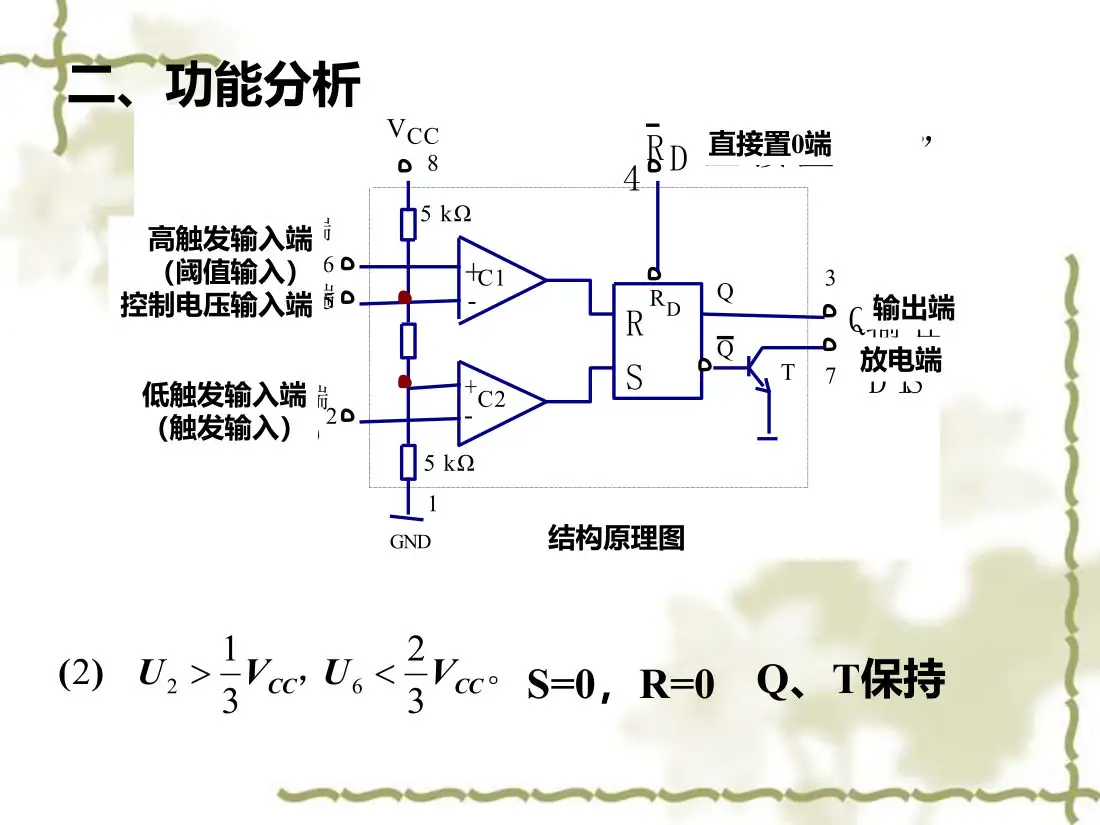 二、功能分析
VCC
8
R̅D
4
直接置0端
5 kΩ
高触发输入端
（阈值输入）
6
控制电压输入端
5
+
C1
-
RD
R
S
Q
Q̅
3
Q
输出端
放电端
7
T
低触发输入端
（触发输入）
2
+
C2
-
5 kΩ
1
GND
结构原理图
(2) U2 > 1/3 VCC，U6 < 2/3 VCC。 S=0，R=0 Q、T保持